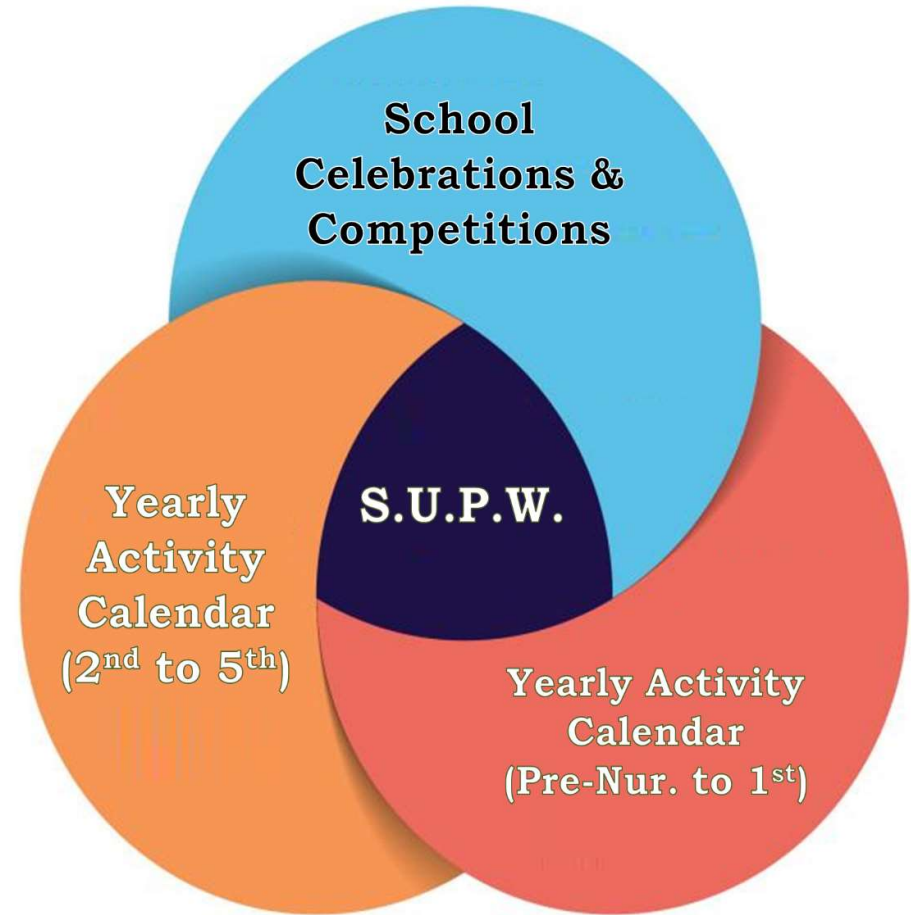 School
Celebrations &
Competitions
S.U.P.W.
Yearly
Activity
Calendar
(2nd to 5th)
Yearly Activity
Calendar
(Pre-Nur. to 1st)